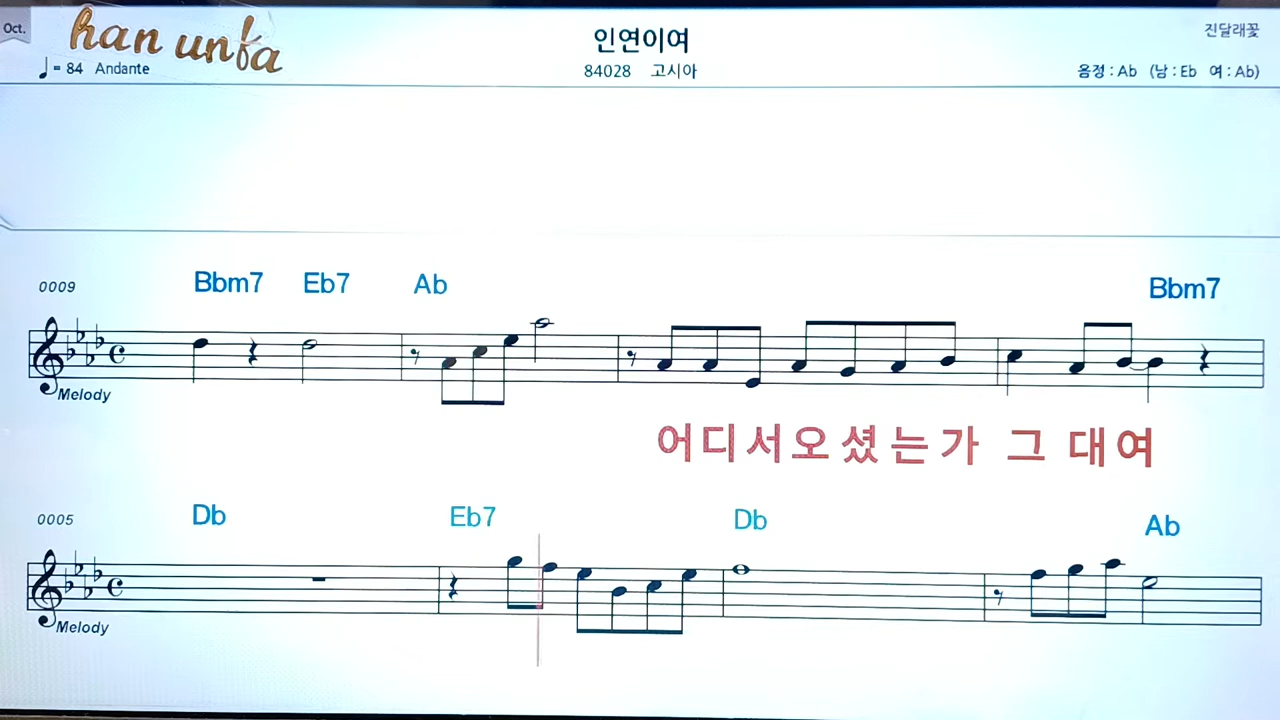 Oct.
han unfa
인연이여
진달래꽃
= 84 Andante
84028 고시아
음정 : Ab (남 : Eb 여 : Ab)
0009
Bbm7 Eb7 Ab Bbm7
Melody
어디서오셨는가 그 대여
0005
Db Eb7 Db Ab
Melody